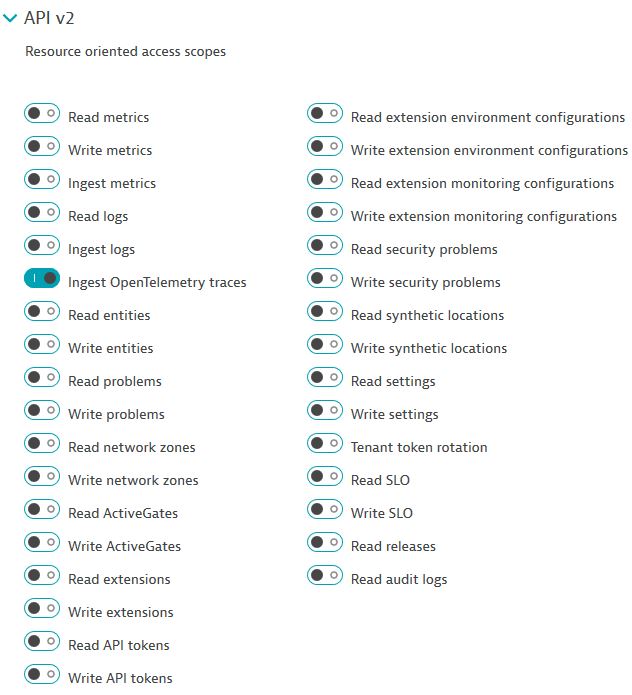 API v2
Resource oriented access scopes
Read metrics
Write metrics
Ingest metrics
Read logs
Ingest logs
Ingest OpenTelemetry traces
Read entities
Write entities
Read problems
Write problems
Read network zones
Write network zones
Read ActiveGates
Write ActiveGates
Read extensions
Write extensions
Read API tokens
Write API tokens
Read extension environment configurations
Write extension environment configurations
Read extension monitoring configurations
Write extension monitoring configurations
Read security problems
Write security problems
Read synthetic locations
Write synthetic locations
Read settings
Write settings
Tenant token rotation
Read SLO
Write SLO
Read releases
Read audit logs